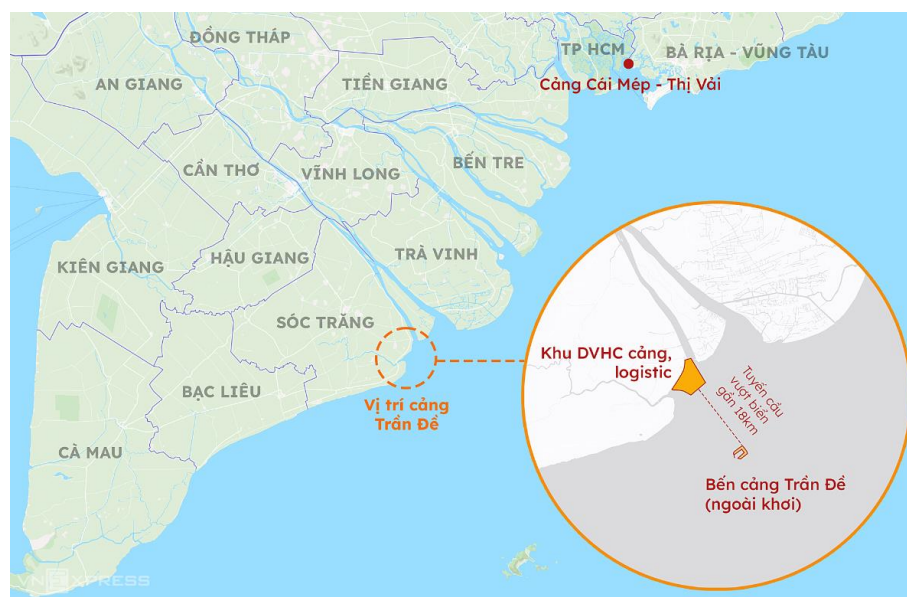 ĐỒNG THÁP
TP HCM
BÀ RỊA - VŨNG TÀU
AN GIANG
TIỀN GIANG
Cảng Cái Mép - Thị Vải
CẦN THƠ
VĨNH LONG
BẾN TRE
KIÊN GIANG
HẬU GIANG
TRÀ VINH
SÓC TRĂNG
Khu DVHC cảng,
logistic
Tuyến cầu
vượt biển
gần 18km
BẠC LIÊU
Vị trí cảng
Trần Đề
CÀ MAU
Bến cảng Trần Đề
(ngoài khơi)
VNEXPRESS